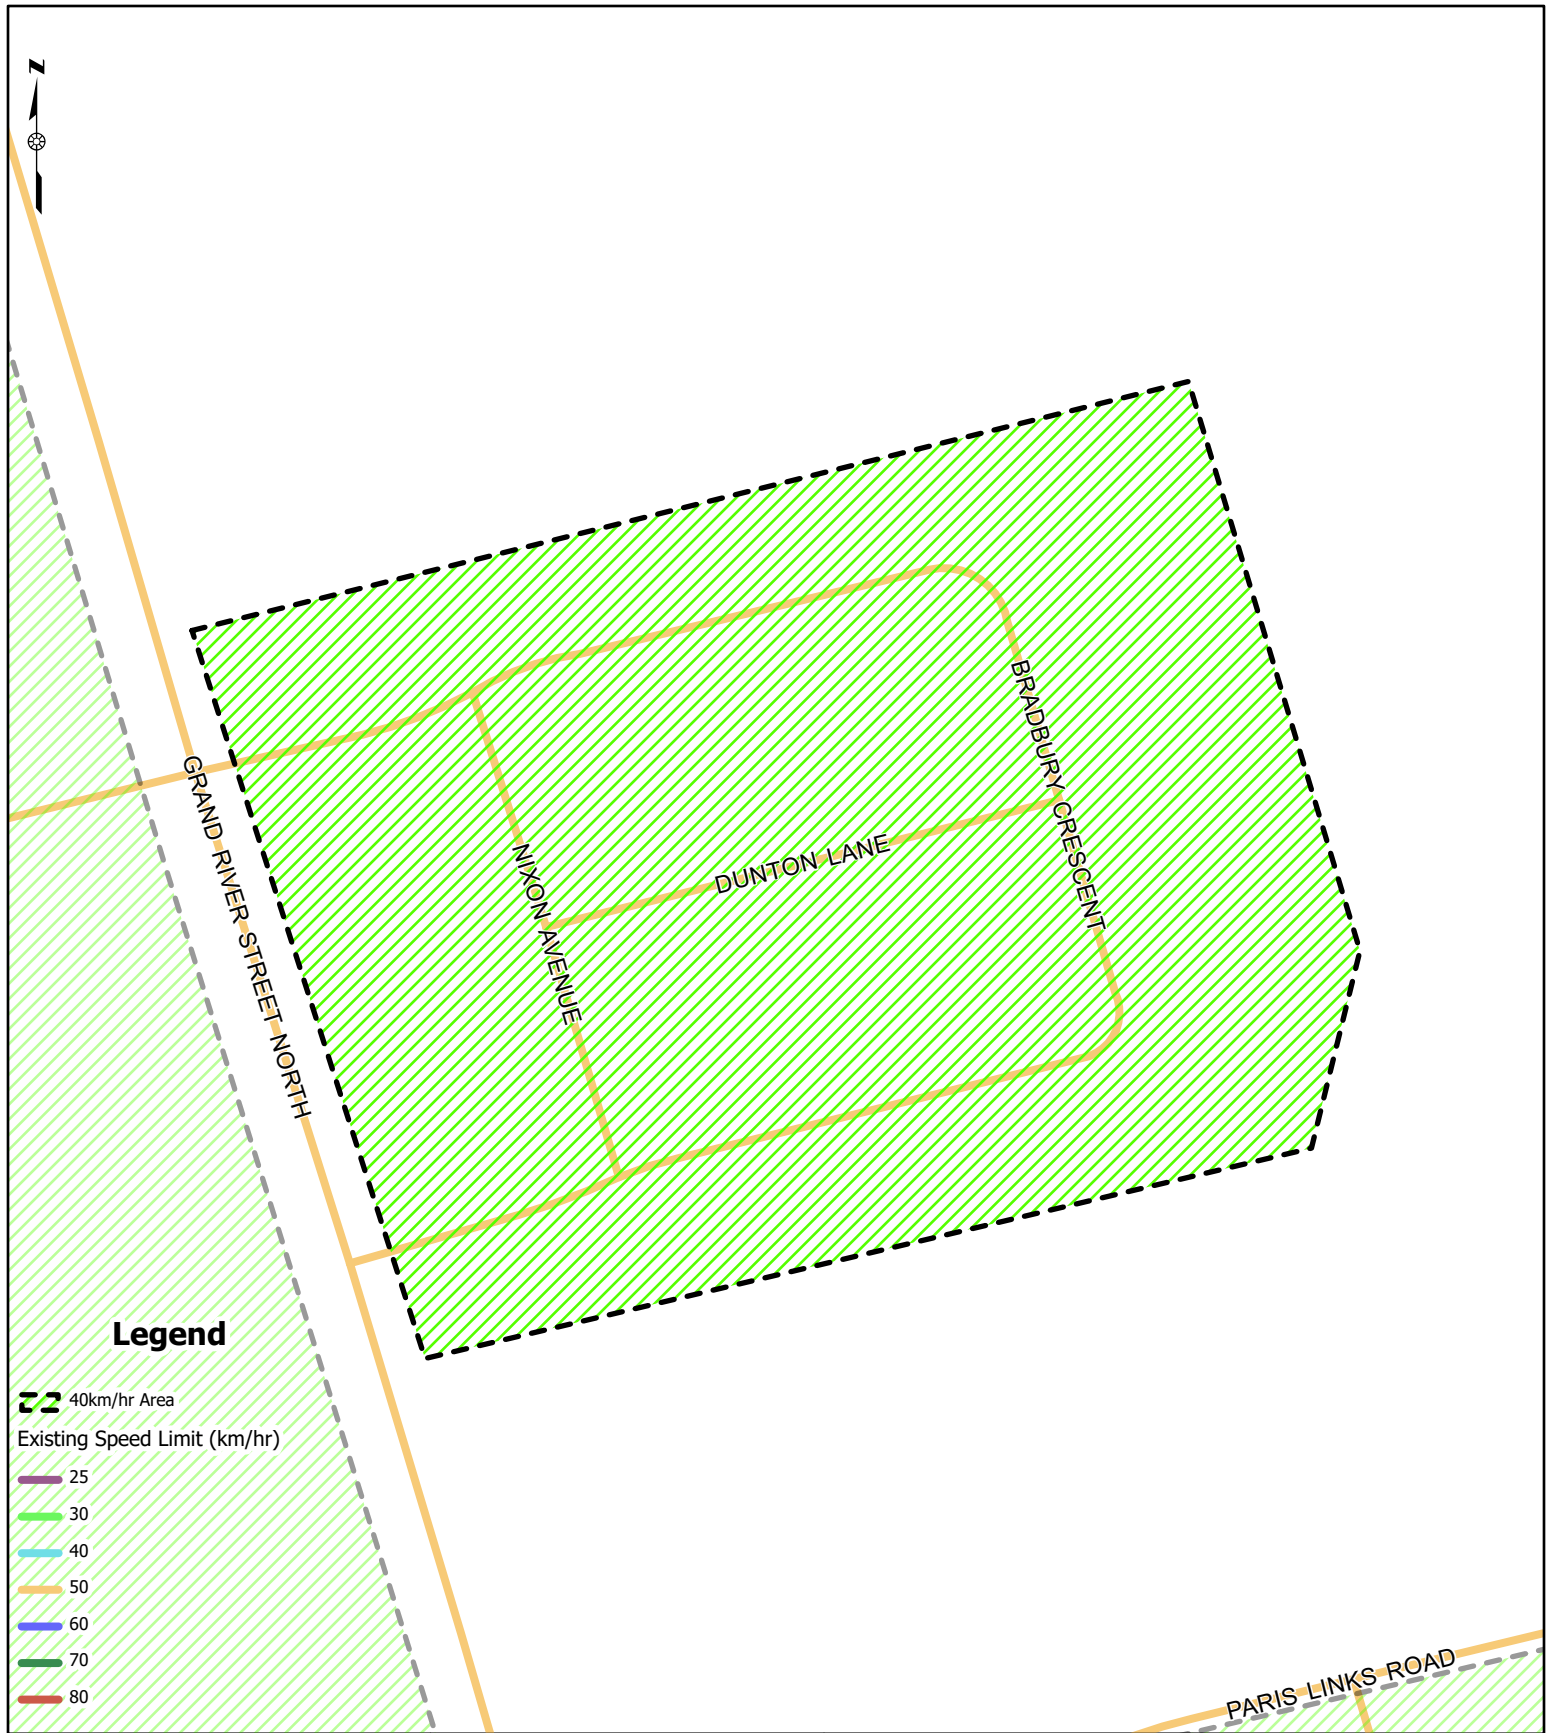 N
BRADBURY CRESCENT
GRAND RIVER STREET NORTH
DUNTON LANE
NIXON AVENUE
Legend
40km/hr Area
Existing Speed Limit (km/hr)
25
30
40
50
60
70
80
PARIS LINKS ROAD